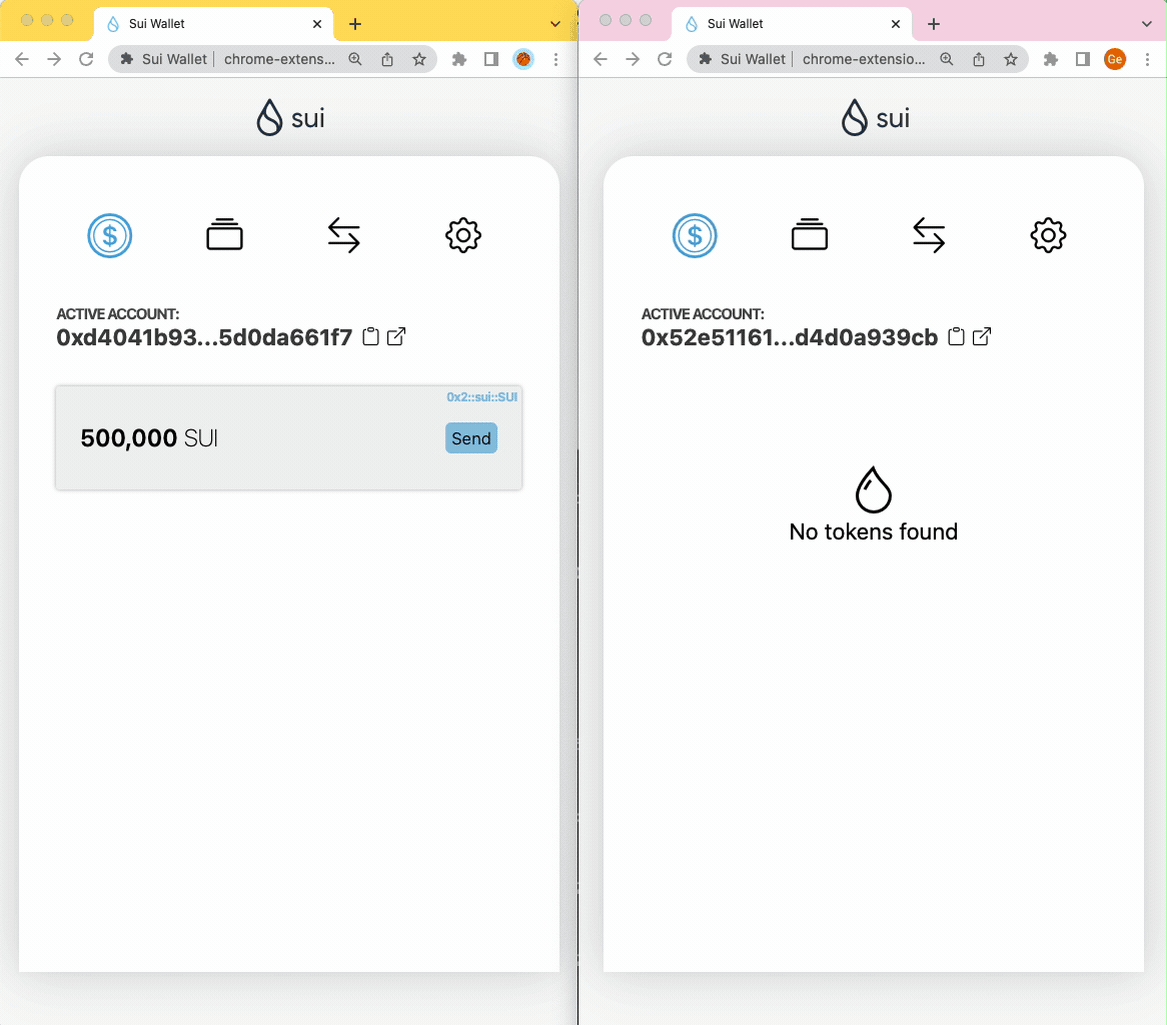 Sui Wallet
Sui Wallet | chrome-extens...
sui
$
ACTIVE ACCOUNT:
0xd4041b93...5d0da661f7
0x2::sui::SUI
500,000 SUI
Send
Sui Wallet
Sui Wallet | chrome-extensio...
Ge
sui
$
ACTIVE ACCOUNT:
0x52e51161...d4d0a939cb
No tokens found